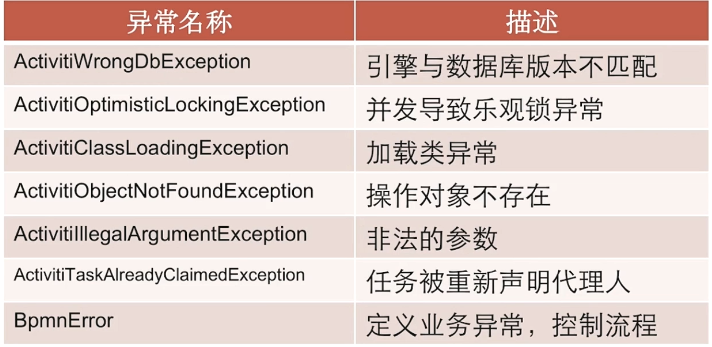 异常名称 描述
ActivitiWrongDbException 引擎与数据库版本不匹配
ActivitiOptimisticLockingException 并发导致乐观锁异常
ActivitiClassLoadingException 加载类异常
ActivitiObjectNotFoundException 操作对象不存在
ActivitiIllegalArgumentException 非法的参数
ActivitiTaskAlreadyClaimedException 任务被重新声明代理人
BpmnError 定义业务异常，控制流程